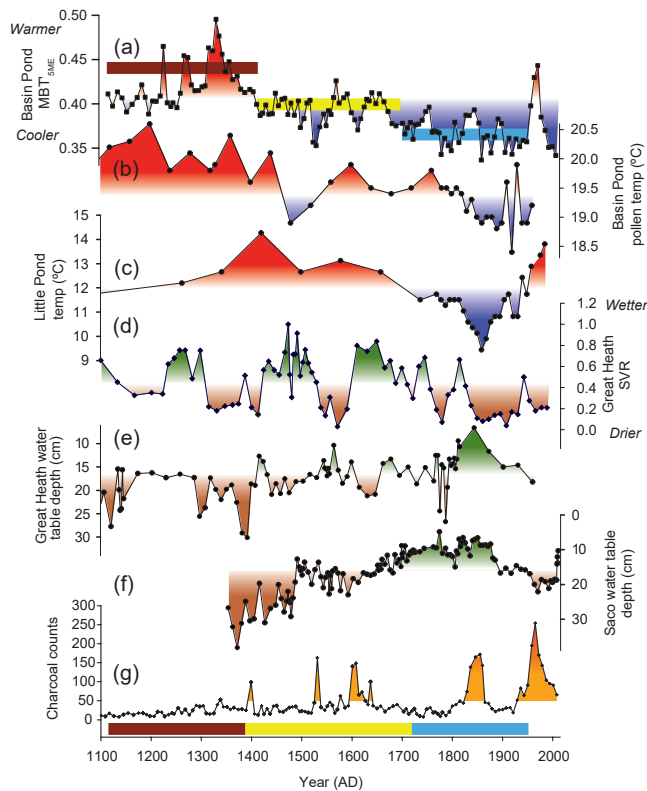 Warmer
0.50
(a)
0.45
Basin Pond
MBT'5ME
0.40
Cooler
0.35
20.5
20.0
19.5
19.0
18.5
Basin Pond
pollen temp (ºC)
(b)
15
14
13
12
11
10
9
Little Pond
temp (ºC)
(c)
Wetter
1.2
1.0
0.8
0.6
0.4
0.2
0.0
Great Heath
SVR
(d)
Drier
(e)
10
15
20
25
30
Great Heath water
table depth (cm)
0
10
20
30
Saco water table
depth (cm)
(f)
300
250
200
150
100
50
0
Charcoal counts
(g)
1100 1200 1300 1400 1500 1600 1700 1800 1900 2000
Year (AD)